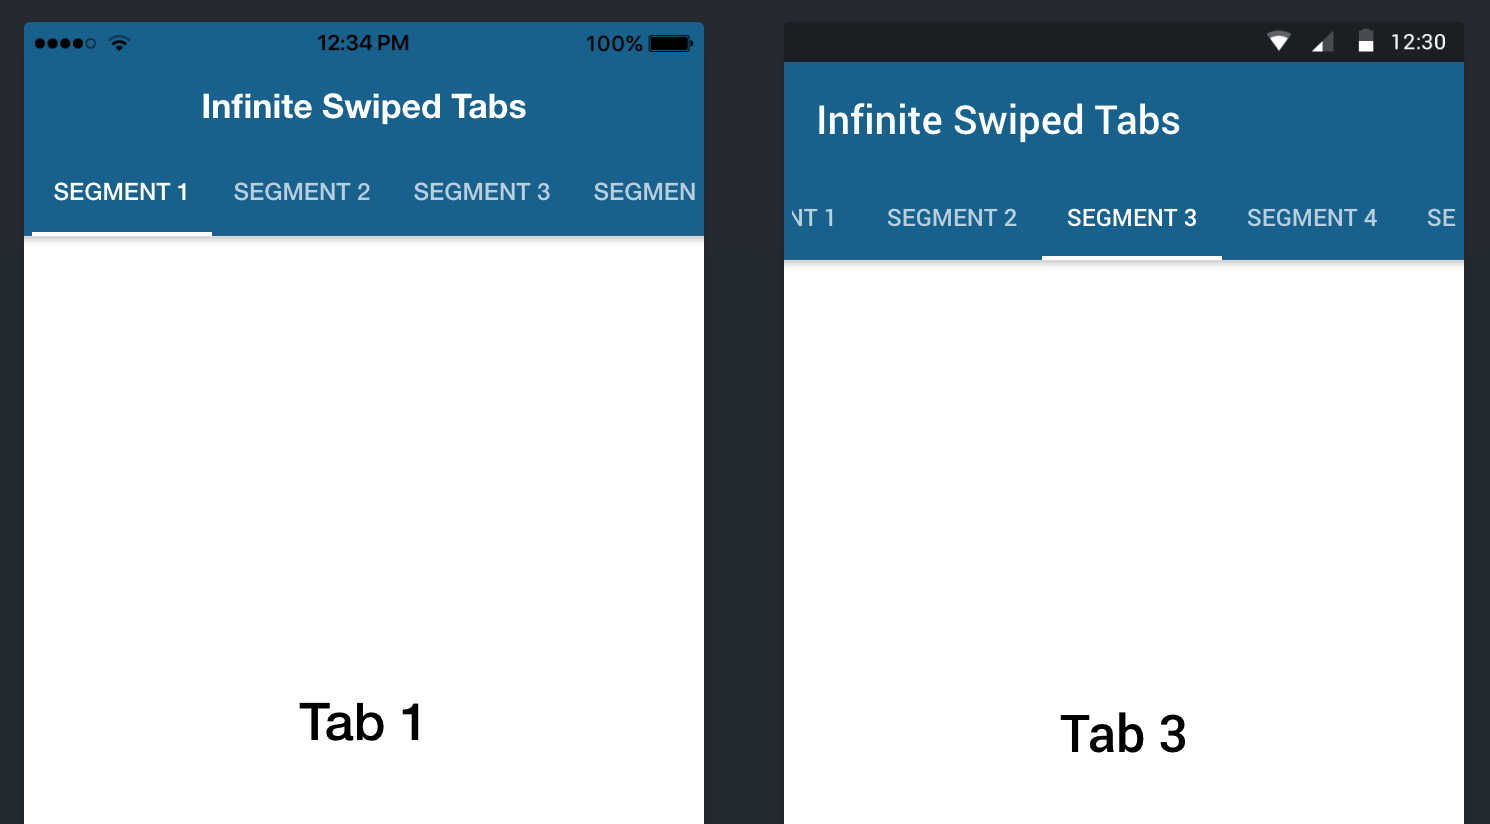 12:34 PM 100%
Infinite Swiped Tabs
SEGMENT 1 SEGMENT 2 SEGMENT 3 SEGMEN
Tab 1
12:30
Infinite Swiped Tabs
NT 1 SEGMENT 2 SEGMENT 3 SEGMENT 4 SE
Tab 3